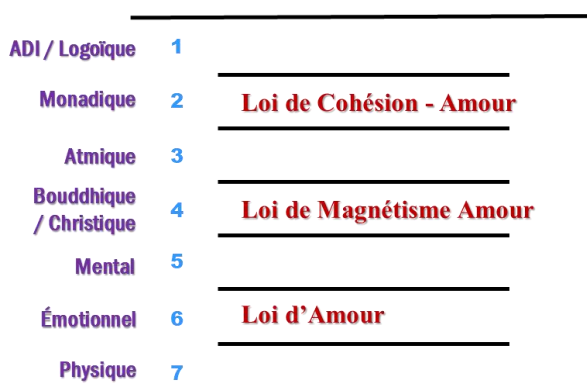 ADI / Logoïque 1
Monadique 2 Loi de Cohésion - Amour
Atmique 3
Bouddhique
/ Christique 4 Loi de Magnétisme Amour
Mental 5
Émotionnel 6 Loi d’Amour
Physique 7